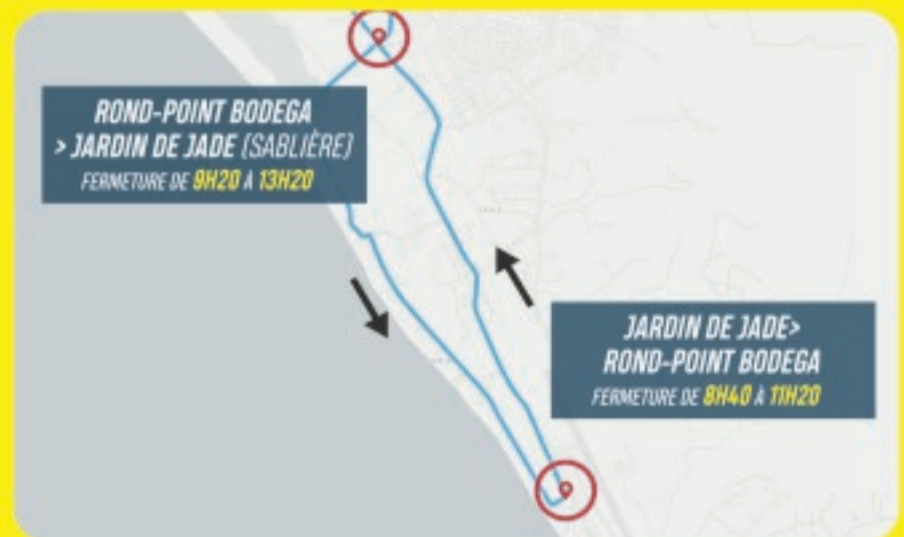 ROND-POINT BODEGA
> JARDIN DE JADE (SABLIÈRE)
FERMETURE DE 9H20 À 13H20
JARDIN DE JADE>
ROND-POINT BODEGA
FERMETURE DE 8H40 À 11H20